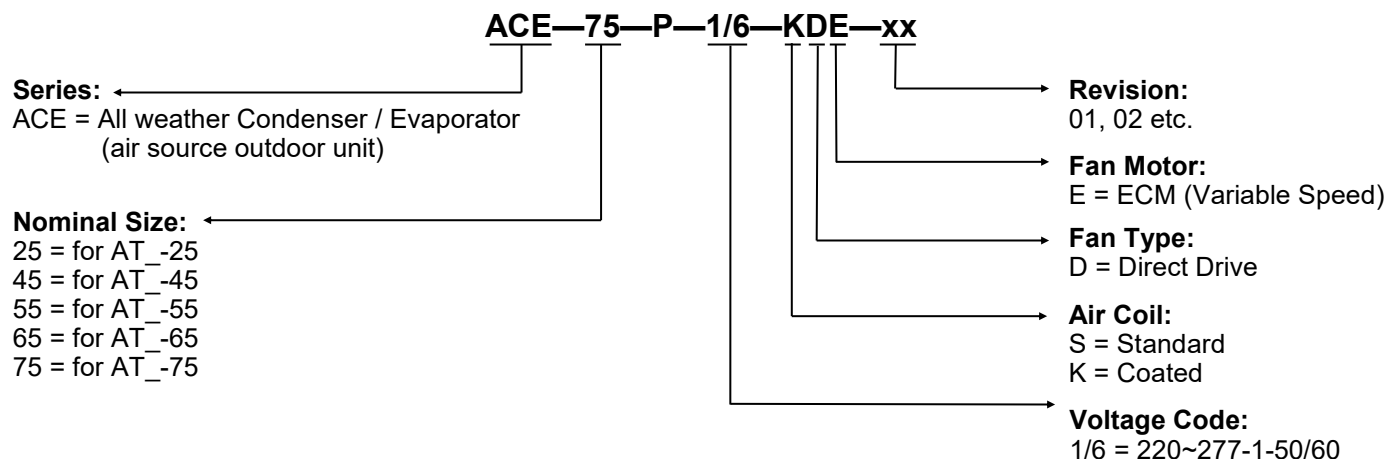 ACE—75—P—1/6—KDE—xx
Series:
ACE = All weather Condenser / Evaporator
(air source outdoor unit)
Nominal Size:
25 = for AT_-25
45 = for AT_-45
55 = for AT_-55
65 = for AT_-65
75 = for AT_-75
Revision:
01, 02 etc.
Fan Motor:
E = ECM (Variable Speed)
Fan Type:
D = Direct Drive
Air Coil:
S = Standard
K = Coated
Voltage Code:
1/6 = 220~277-1-50/60